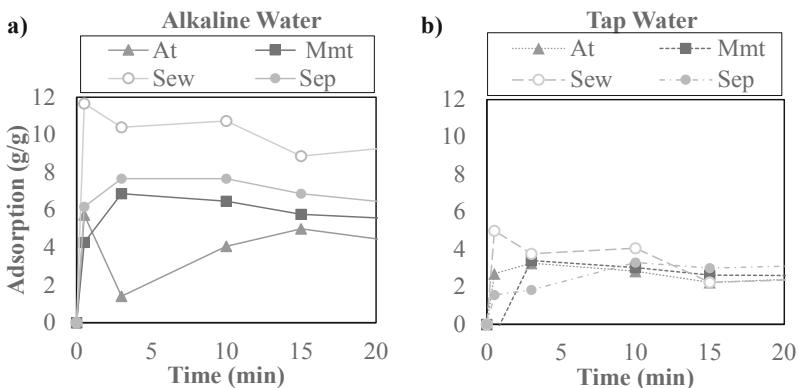 a) Alkaline Water
At Mmt
Sew Sep
12
10
8
6
4
2
0
Adsorption (g/g)
0 5 10 15 20
Time (min)
b) Tap Water
At Mmt
Sew Sep
12
10
8
6
4
2
0
0 5 10 15 20
Time (min)